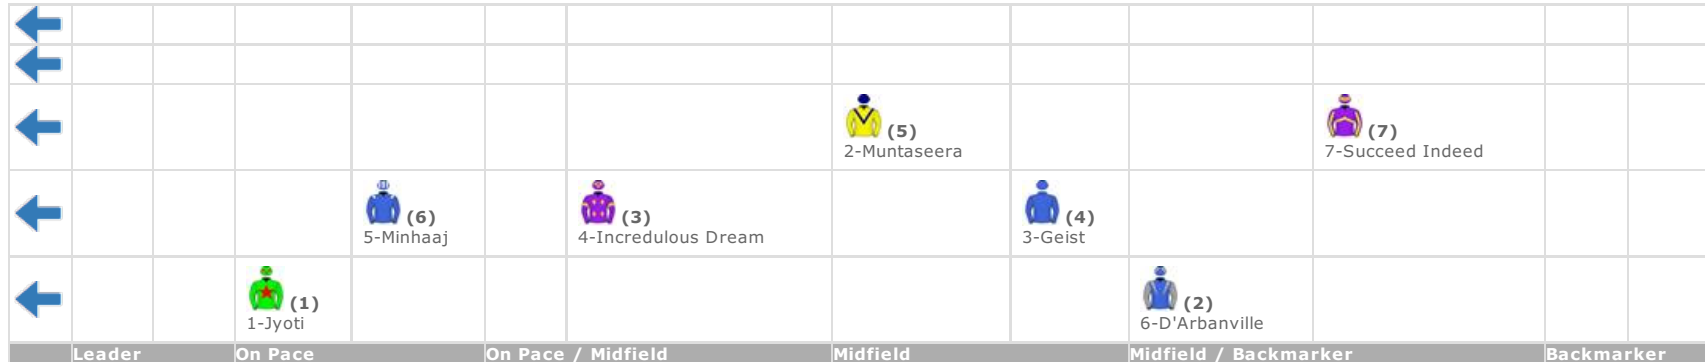 (5)
2-Muntaseera
(7)
7-Succeed Indeed
(6)
5-Minhaaj
(3)
4-Incredulous Dream
(4)
3-Geist
(1)
1-Jyoti
(2)
6-D'Arbanville
Leader On Pace On Pace / Midfield Midfield Midfield / Backmarker Backmarker